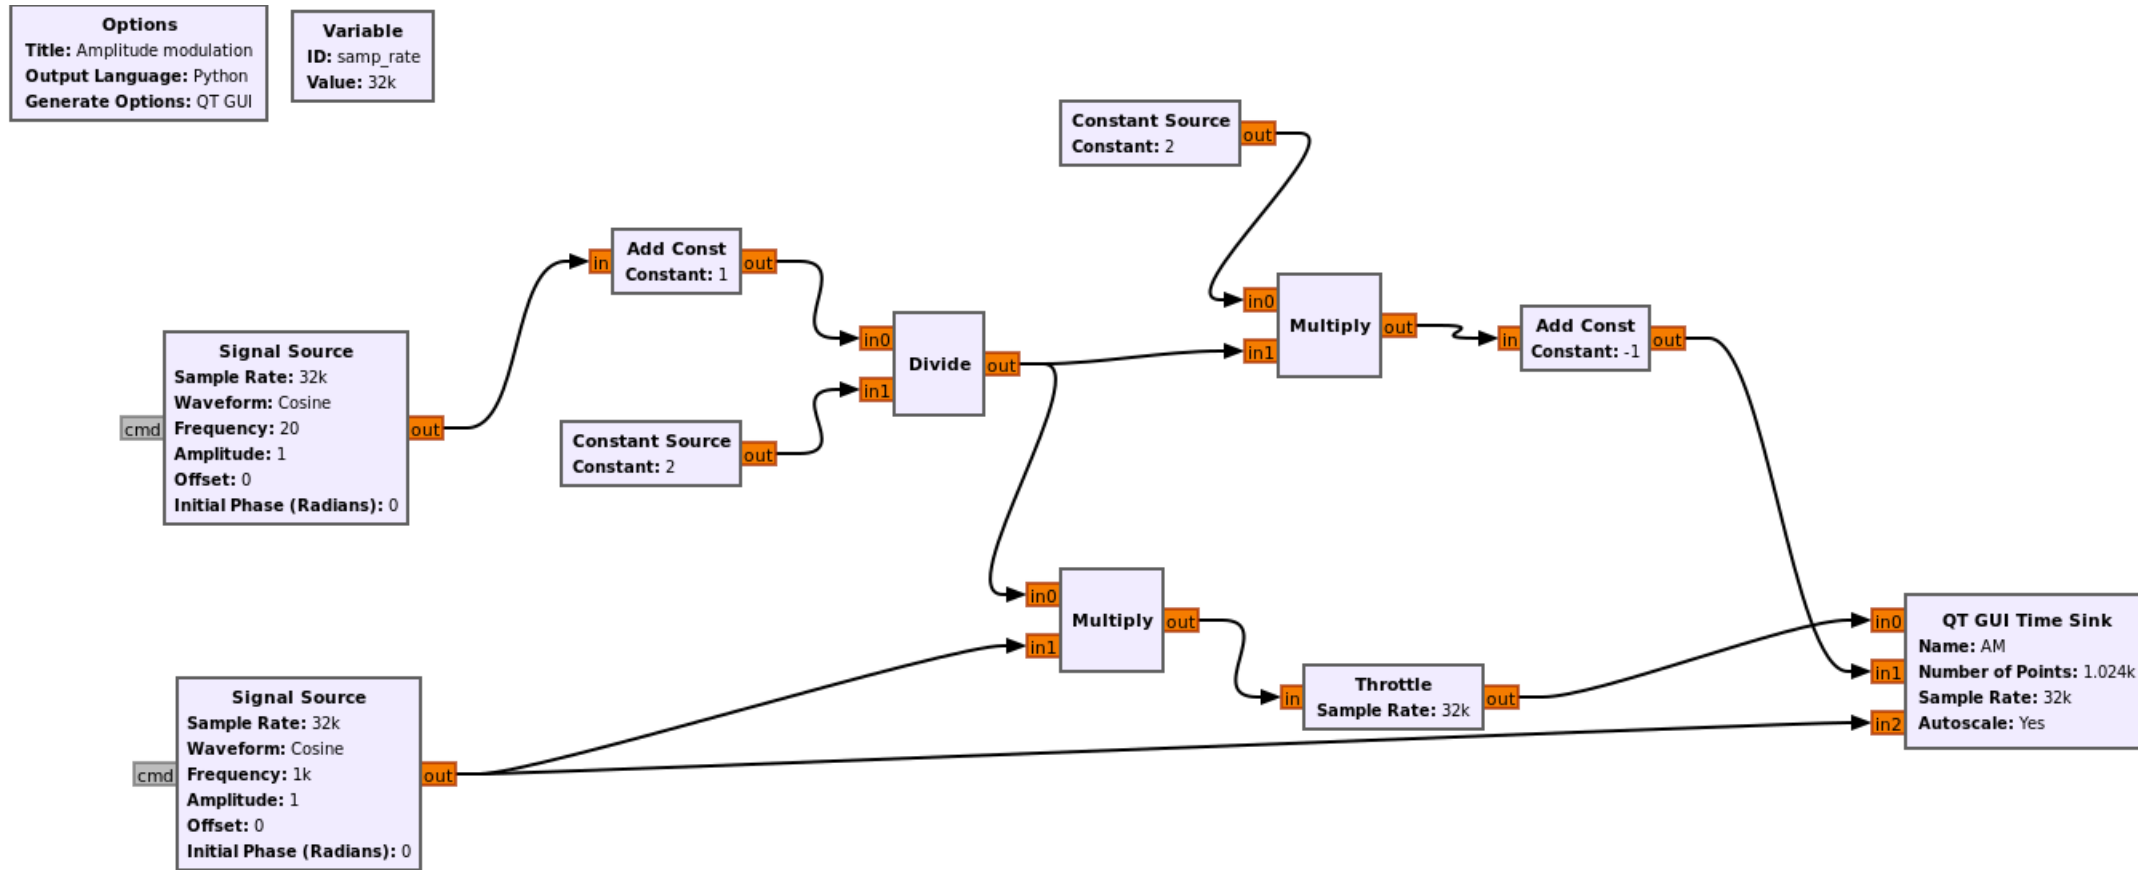 Options
Title: Amplitude modulation
Output Language: Python
Generate Options: QT GUI
Variable
ID: samp_rate
Value: 32k
Constant Source
Constant: 2
out
Add Const
Constant: 1
in
out
Signal Source
Sample Rate: 32k
Waveform: Cosine
Frequency: 20
Amplitude: 1
Offset: 0
Initial Phase (Radians): 0
cmd
out
Constant Source
Constant: 2
out
in0
in1
Divide
out
in0
in1
Multiply
out
in
Add Const
Constant: -1
out
in0
in1
Multiply
out
Signal Source
Sample Rate: 32k
Waveform: Cosine
Frequency: 1k
Amplitude: 1
Offset: 0
Initial Phase (Radians): 0
cmd
out
in
Throttle
Sample Rate: 32k
out
in0
in1
in2
QT GUI Time Sink
Name: AM
Number of Points: 1.024k
Sample Rate: 32k
Autoscale: Yes